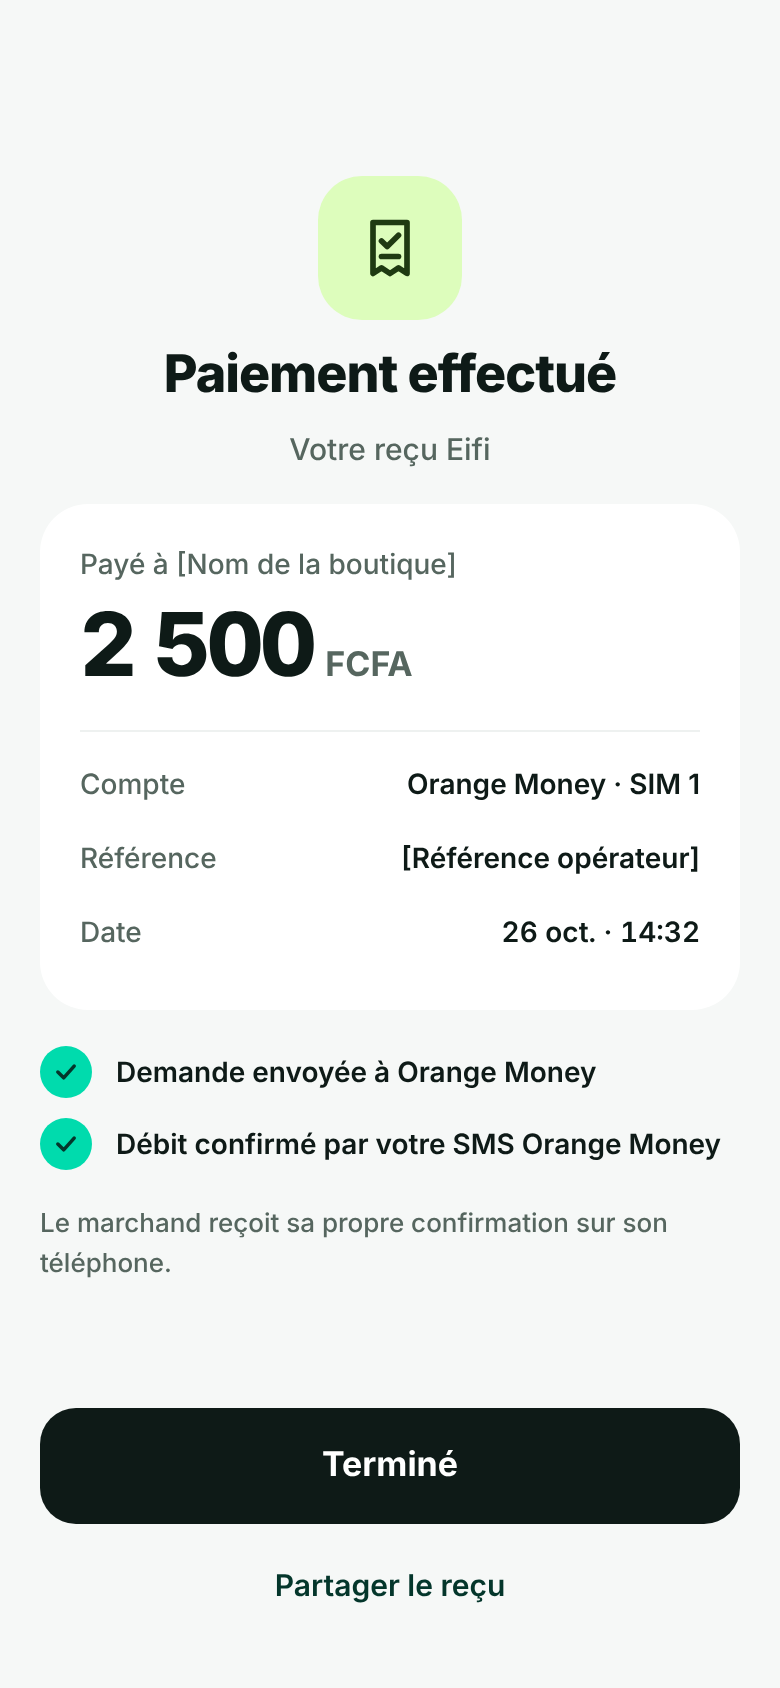 Paiement effectué
Votre reçu Eifi
Payé à [Nom de la boutique]
2 500 FCFA
Compte Orange Money · SIM 1
Référence [Référence opérateur]
Date 26 oct. · 14:32
Demande envoyée à Orange Money
Débit confirmé par votre SMS Orange Money
Le marchand reçoit sa propre confirmation sur son
téléphone.
Terminé
Partager le reçu